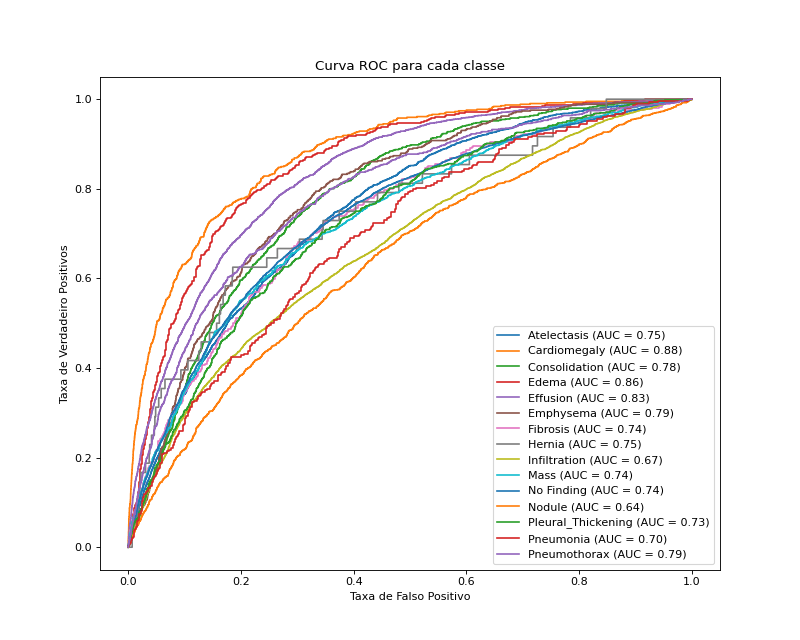 Curva ROC para cada classe
1.0
0.8
0.6
0.4
0.2
0.0
Taxa de Verdadeiro Positivos
Atelectasis (AUC = 0.75)
Cardiomegaly (AUC = 0.88)
Consolidation (AUC = 0.78)
Edema (AUC = 0.86)
Effusion (AUC = 0.83)
Emphysema (AUC = 0.79)
Fibrosis (AUC = 0.74)
Hernia (AUC = 0.75)
Infiltration (AUC = 0.67)
Mass (AUC = 0.74)
No Finding (AUC = 0.74)
Nodule (AUC = 0.64)
Pleural_Thickening (AUC = 0.73)
Pneumonia (AUC = 0.70)
Pneumothorax (AUC = 0.79)
0.0 0.2 0.4 0.6 0.8 1.0
Taxa de Falso Positivo